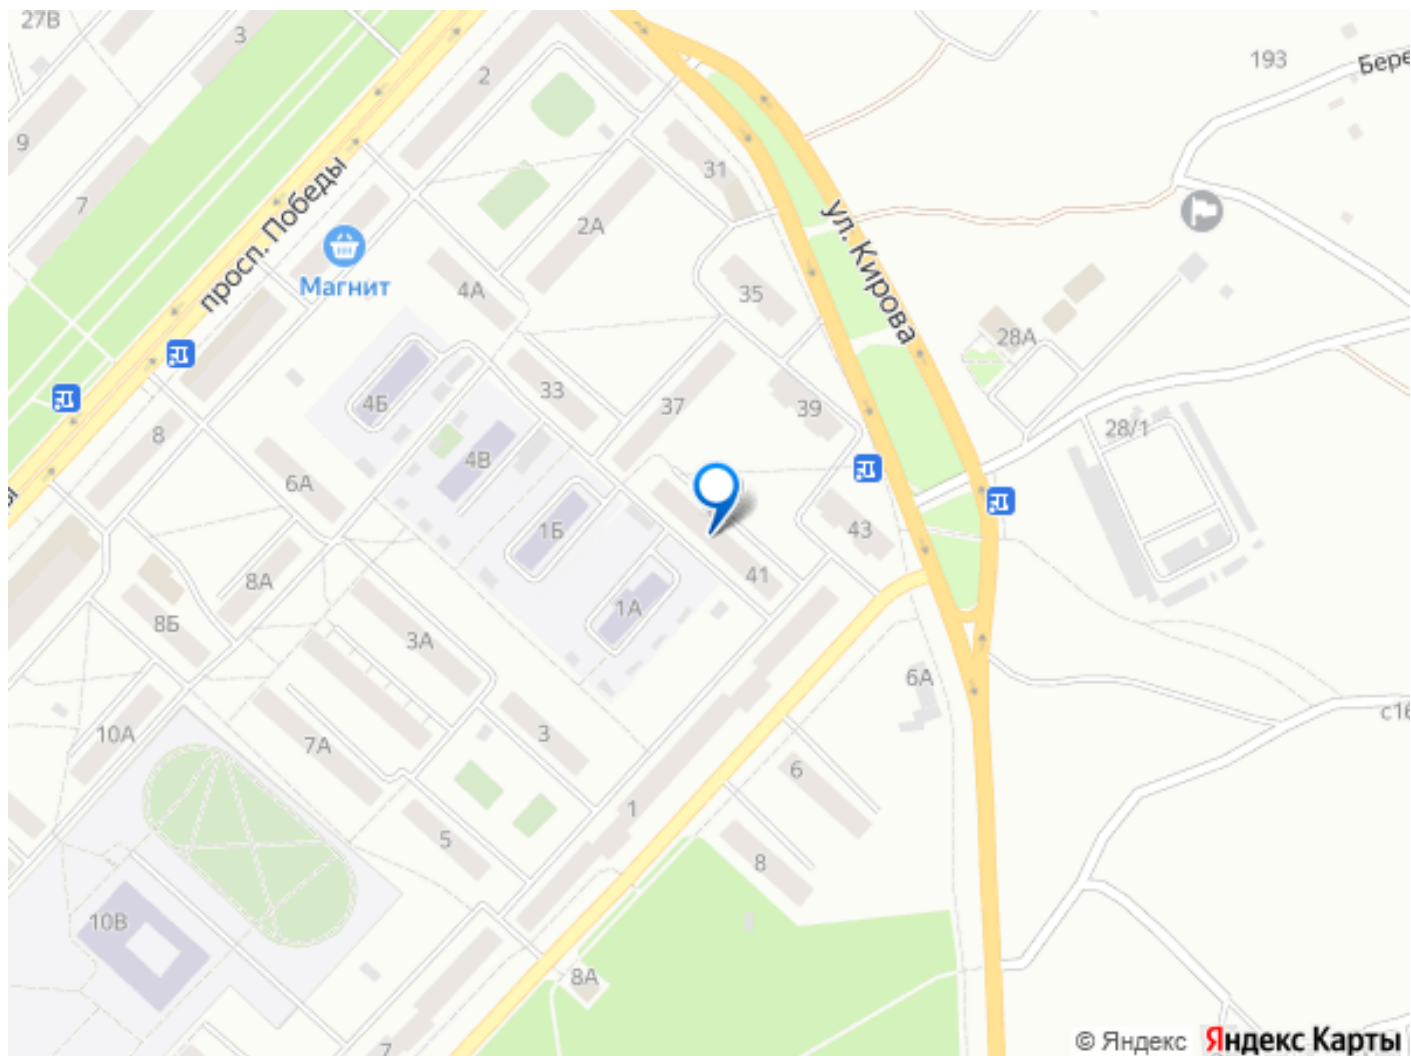 27В
3
2
193
Бере
9
31
7
просп. Победы
2А
ул. Кирова
Магнит
4А
35
28А
33
4Б
37
39
8
28/1
4В
6А
1Б
43
41
8А
1А
8Б
3А
6А
10А
7А
3
с16
6
1
5
8
10В
8А
7
ы
© Яндекс Яндекс Карты